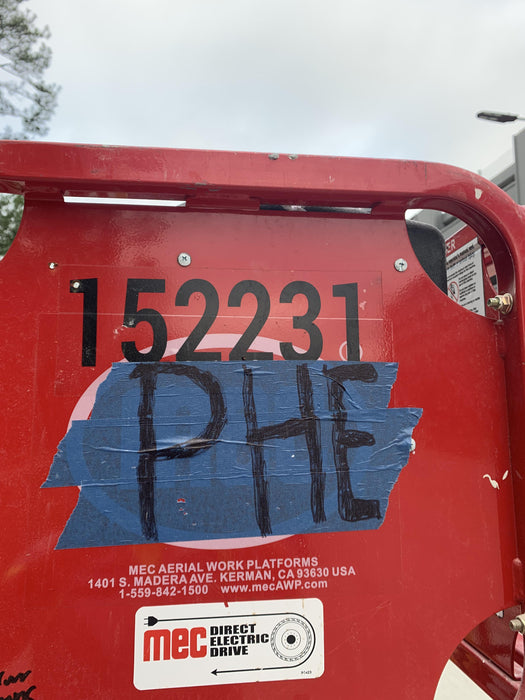 152231
PHE
MEC AERIAL WORK PLATFORMS
1401 S. MADERA AVE. KERMAN, CA 93630 USA
1-559-842-1500 www.mecAWP.com
mec DIRECT
ELECTRIC
DRIVE